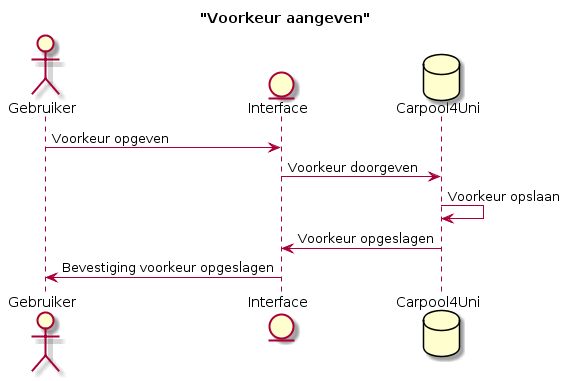 "Voorkeur aangeven"
Gebruiker
Interface
Carpool4Uni
Voorkeur opgeven
Voorkeur doorgeven
Voorkeur opslaan
Voorkeur opgeslagen
Bevestiging voorkeur opgeslagen
Gebruiker
Interface
Carpool4Uni